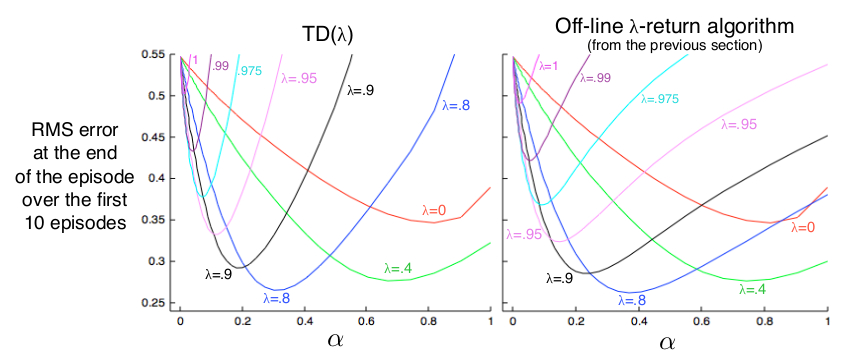 TD(λ)
Off-line λ-return algorithm
(from the previous section)
RMS error
at the end
of the episode
over the first
10 episodes
0.55
0.5
0.45
0.4
0.35
0.3
0.25
1
.99
.975
λ=.95
λ=.9
λ=.8
λ=0
λ=.4
λ=.9
λ=.8
0
0.2
0.4
0.6
0.8
1
α
λ=1
λ=.99
λ=.975
λ=.95
λ=.95
λ=0
λ=.9
λ=.4
λ=.8
0
0.2
0.4
0.6
0.8
1
α